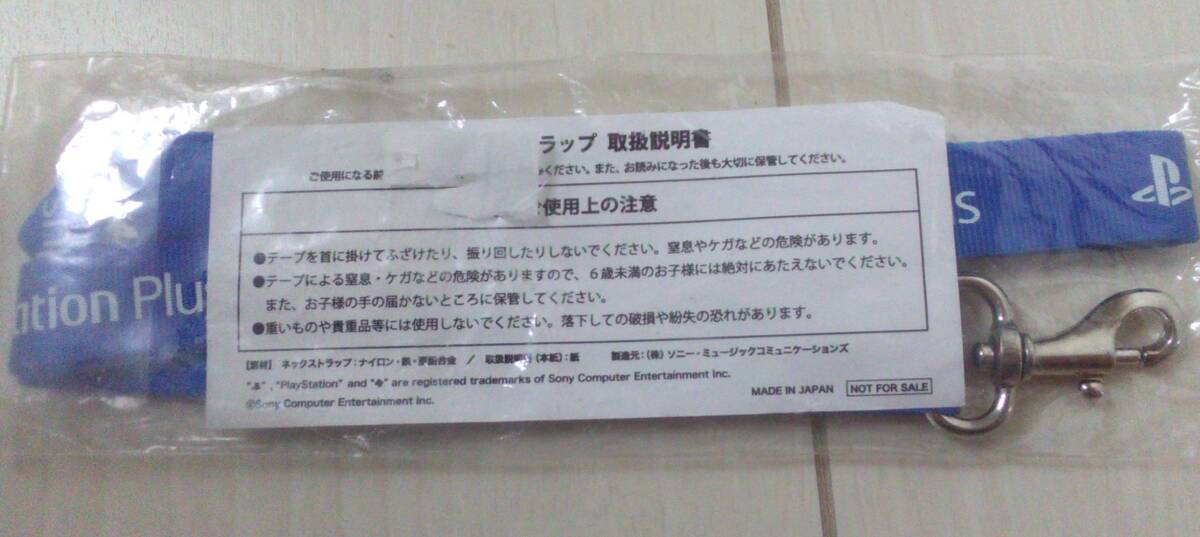 ラップ 取扱説明書
ご使用になる前 ください。また、お読みになった後も大切に保管してください。
使用上の注意
●テープを首に掛けてふざけたり、振り回したりしないでください。窒息やケガなどの危険があります。
●テープによる窒息・ケガなどの危険がありますので、6歳未満のお子様には絶対にあたえないでください。
また、お子様の手の届かないところに保管してください。
●重いものや貴重品等には使用しないでください。落下しての破損や紛失の恐れがあります。
【素材】 ネックストラップ:ナイロン・鉄・亜鉛合金 / 取扱説明書(本紙):紙 製造元:(株)ソニー・ミュージックコミュニケーションズ
" ", "PlayStation" and " " are registered trademarks of Sony Computer Entertainment Inc.
©Sony Computer Entertainment Inc.
MADE IN JAPAN NOT FOR SALE
ation Plus
s